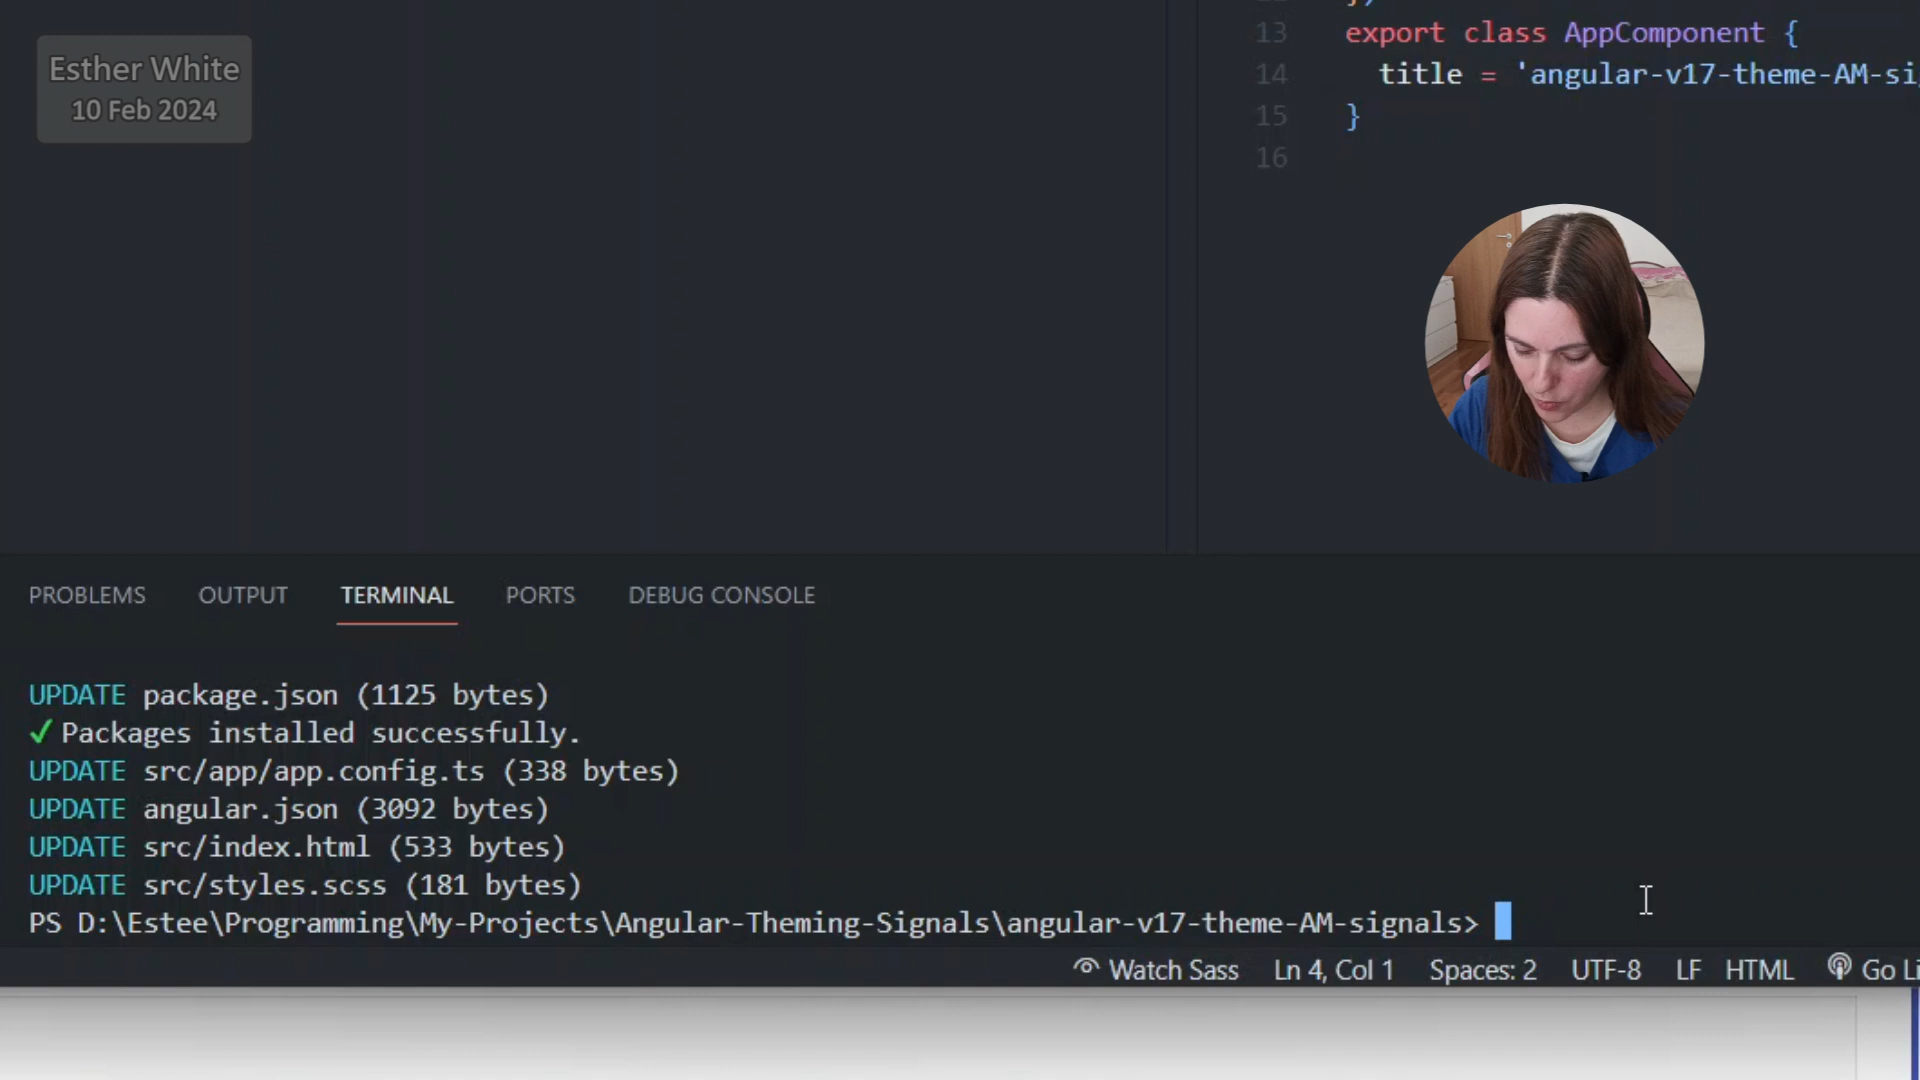 Esther White
10 Feb 2024
13 export class AppComponent {
14 title = 'angular-v17-theme-AM-si
15 }
16
PROBLEMS OUTPUT TERMINAL PORTS DEBUG CONSOLE
UPDATE package.json (1125 bytes)
✓ Packages installed successfully.
UPDATE src/app/app.config.ts (338 bytes)
UPDATE angular.json (3092 bytes)
UPDATE src/index.html (533 bytes)
UPDATE src/styles.scss (181 bytes)
PS D:\Estee\Programming\My-Projects\Angular-Theming-Signals\angular-v17-theme-AM-signals>
Watch Sass Ln 4, Col 1 Spaces: 2 UTF-8 LF HTML Go Li